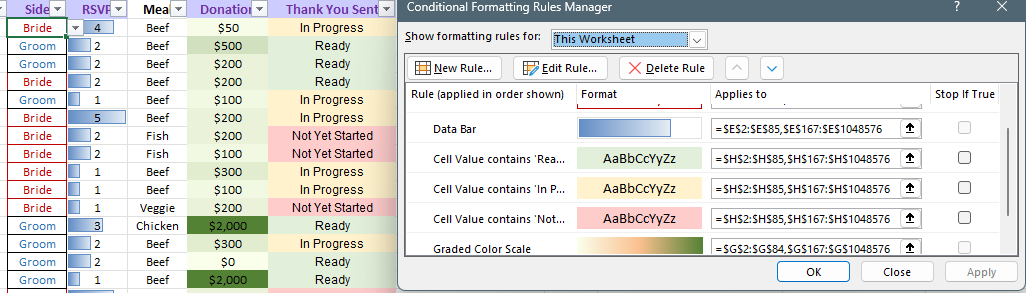 Side RSVP Meal Donation Thank You Sent
Bride 4 Beef $50 In Progress
Groom 2 Beef $500 Ready
Groom 2 Beef $200 Ready
Bride 2 Beef $200 Ready
Groom 1 Beef $100 In Progress
Bride 5 Beef $200 In Progress
Bride 2 Fish $200 Not Yet Started
Bride 2 Fish $100 Not Yet Started
Bride 1 Beef $300 In Progress
Bride 1 Beef $100 In Progress
Bride 1 Veggie $200 Not Yet Started
Groom 3 Chicken $2,000 Ready
Groom 2 Beef $300 In Progress
Groom 2 Beef $0 Ready
Groom 1 Beef $2,000 Ready
Conditional Formatting Rules Manager ?
Show formatting rules for: This Worksheet
New Rule... Edit Rule... Delete Rule
Rule (applied in order shown) Format Applies to Stop If True
Data Bar =$E$2:$E$85,$E$167:$E$1048576
Cell Value contains 'Rea... AaBbCcYyZz =$H$2:$H$85,$H$167:$H$1048576
Cell Value contains 'In P... AaBbCcYyZz =$H$2:$H$85,$H$167:$H$1048576
Cell Value contains 'Not... AaBbCcYyZz =$H$2:$H$85,$H$167:$H$1048576
Graded Color Scale =$G$2:$G$84,$G$167:$G$1048576
OK Close Apply